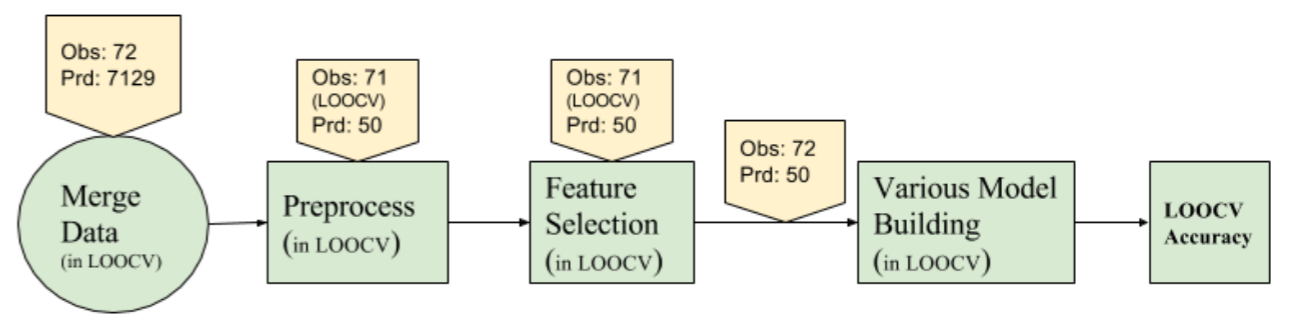 Obs: 72
Prd: 7129
Merge
Data
(in LOOCV)
Obs: 71
(LOOCV)
Prd: 50
Preprocess
(in LOOCV)
Obs: 71
(LOOCV)
Prd: 50
Feature
Selection
(in LOOCV)
Obs: 72
Prd: 50
Various Model
Building
(in LOOCV)
LOOCV
Accuracy